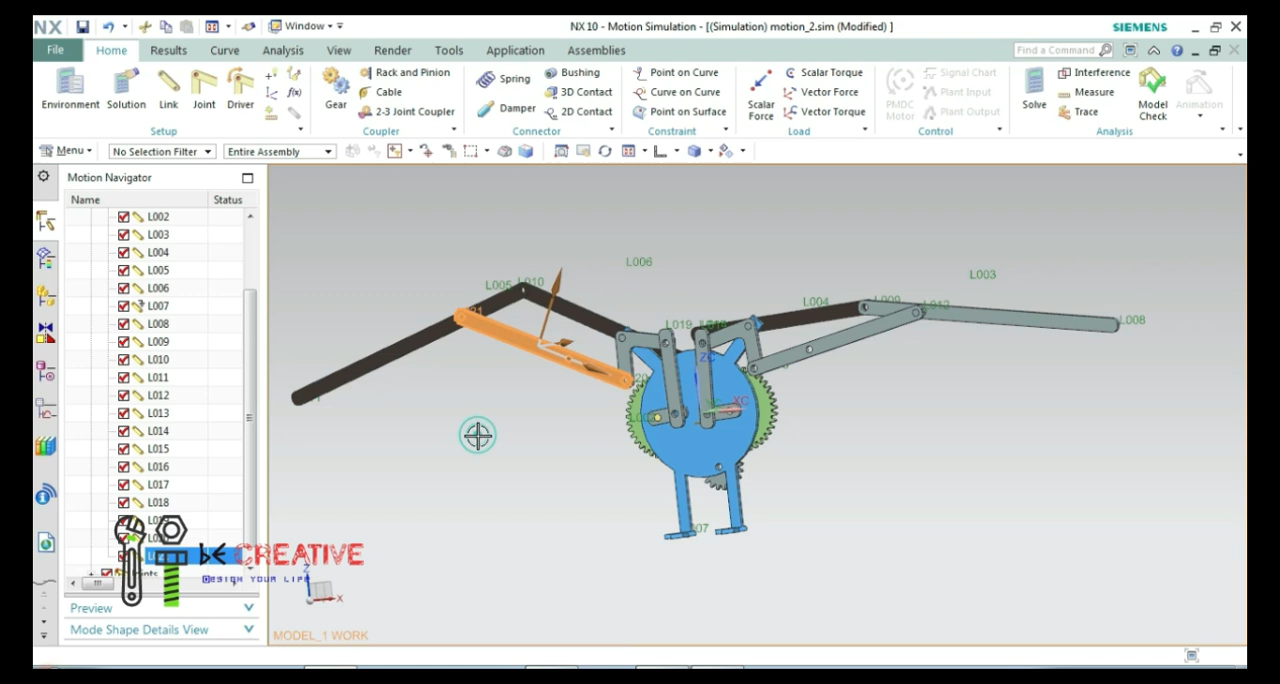 NX
Window
NX 10 - Motion Simulation - [(Simulation) motion_2.sim (Modified) ]
SIEMENS
File Home Results Curve Analysis View Render Tools Application Assemblies
Find a Command
Environment Solution Link Joint Driver
Setup
Gear
Rack and Pinion
Cable
2-3 Joint Coupler
Coupler
Spring
Damper
Bushing
3D Contact
2D Contact
Connector
Point on Curve
Curve on Curve
Point on Surface
Constraint
Scalar Force
Scalar Torque
Vector Force
Vector Torque
Load
PMDC Motor
Signal Chart
Plant Input
Plant Output
Control
Solve
Interference
Measure
Trace
Model Check
Animation
Analysis
Menu
No Selection Filter
Entire Assembly
Motion Navigator
Name Status
L002
L003
L004
L005
L006
L007
L008
L009
L010
L011
L012
L013
L014
L015
L016
L017
L018
Preview
Mode Shape Details View
L006
L003
L005
L010
L004
L008
L019
ZC
XC
BE CREATIVE
DESIGN YOUR LIFE
Z
X
MODEL_1 WORK